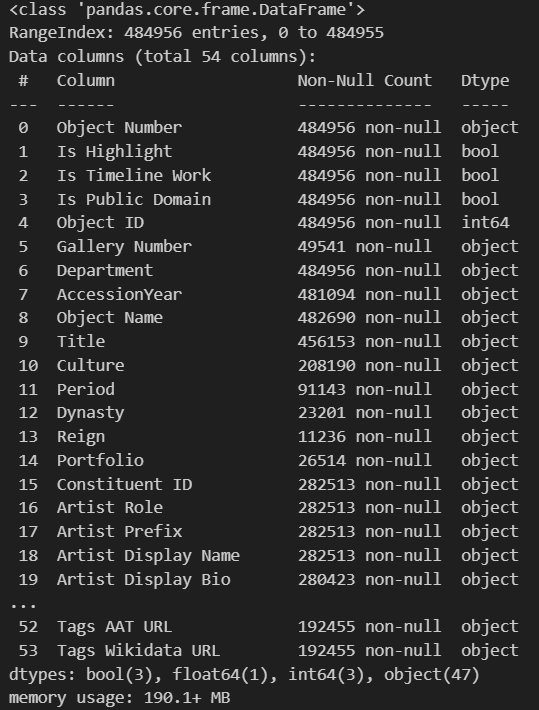 <class 'pandas.core.frame.DataFrame'>
RangeIndex: 484956 entries, 0 to 484955
Data columns (total 54 columns):
 #   Column                 Non-Null Count   Dtype
---  ------                 --------------   -----
 0   Object Number          484956 non-null  object
 1   Is Highlight           484956 non-null  bool
 2   Is Timeline Work       484956 non-null  bool
 3   Is Public Domain       484956 non-null  bool
 4   Object ID              484956 non-null  int64
 5   Gallery Number         49541 non-null   object
 6   Department             484956 non-null  object
 7   AccessionYear          481094 non-null  object
 8   Object Name            482690 non-null  object
 9   Title                  456153 non-null  object
 10  Culture                208190 non-null  object
 11  Period                 91143 non-null   object
 12  Dynasty                23201 non-null   object
 13  Reign                  11236 non-null   object
 14  Portfolio              26514 non-null   object
 15  Constituent ID         282513 non-null  object
 16  Artist Role            282513 non-null  object
 17  Artist Prefix          282513 non-null  object
 18  Artist Display Name    282513 non-null  object
 19  Artist Display Bio     280423 non-null  object
...
 52  Tags AAT URL           192455 non-null  object
 53  Tags Wikidata URL      192455 non-null  object
dtypes: bool(3), float64(1), int64(3), object(47)
memory usage: 190.1+ MB